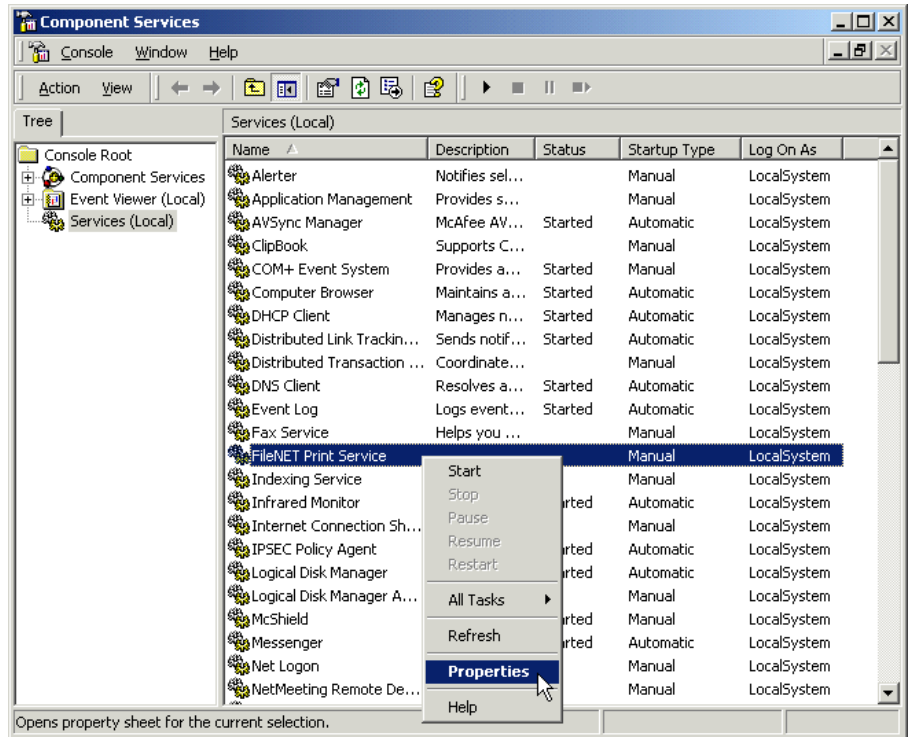 Component Services
Console Window Help
Action View
Tree
Services (Local)
Name Description Status Startup Type Log On As
Console Root
Component Services
Event Viewer (Local)
Services (Local)
Alerter Notifies sel... Manual LocalSystem
Application Management Provides s... Manual LocalSystem
AVSync Manager McAfee AV... Started Automatic LocalSystem
ClipBook Supports C... Manual LocalSystem
COM+ Event System Provides a... Started Manual LocalSystem
Computer Browser Maintains a... Started Automatic LocalSystem
DHCP Client Manages n... Started Automatic LocalSystem
Distributed Link Trackin... Sends notif... Started Automatic LocalSystem
Distributed Transaction ... Coordinate... Manual LocalSystem
DNS Client Resolves a... Started Automatic LocalSystem
Event Log Logs event... Started Automatic LocalSystem
Fax Service Helps you ... Manual LocalSystem
FileNET Print Service Manual LocalSystem
Indexing Service Manual LocalSystem
Infrared Monitor rted Automatic LocalSystem
Internet Connection Sh... Manual LocalSystem
IPSEC Policy Agent rted Automatic LocalSystem
Logical Disk Manager rted Automatic LocalSystem
Logical Disk Manager A... Manual LocalSystem
McShield rted Manual LocalSystem
Messenger rted Automatic LocalSystem
Net Logon Manual LocalSystem
NetMeeting Remote De... Manual LocalSystem
Start
Stop
Pause
Resume
Restart
All Tasks
Refresh
Properties
Help
Opens property sheet for the current selection.